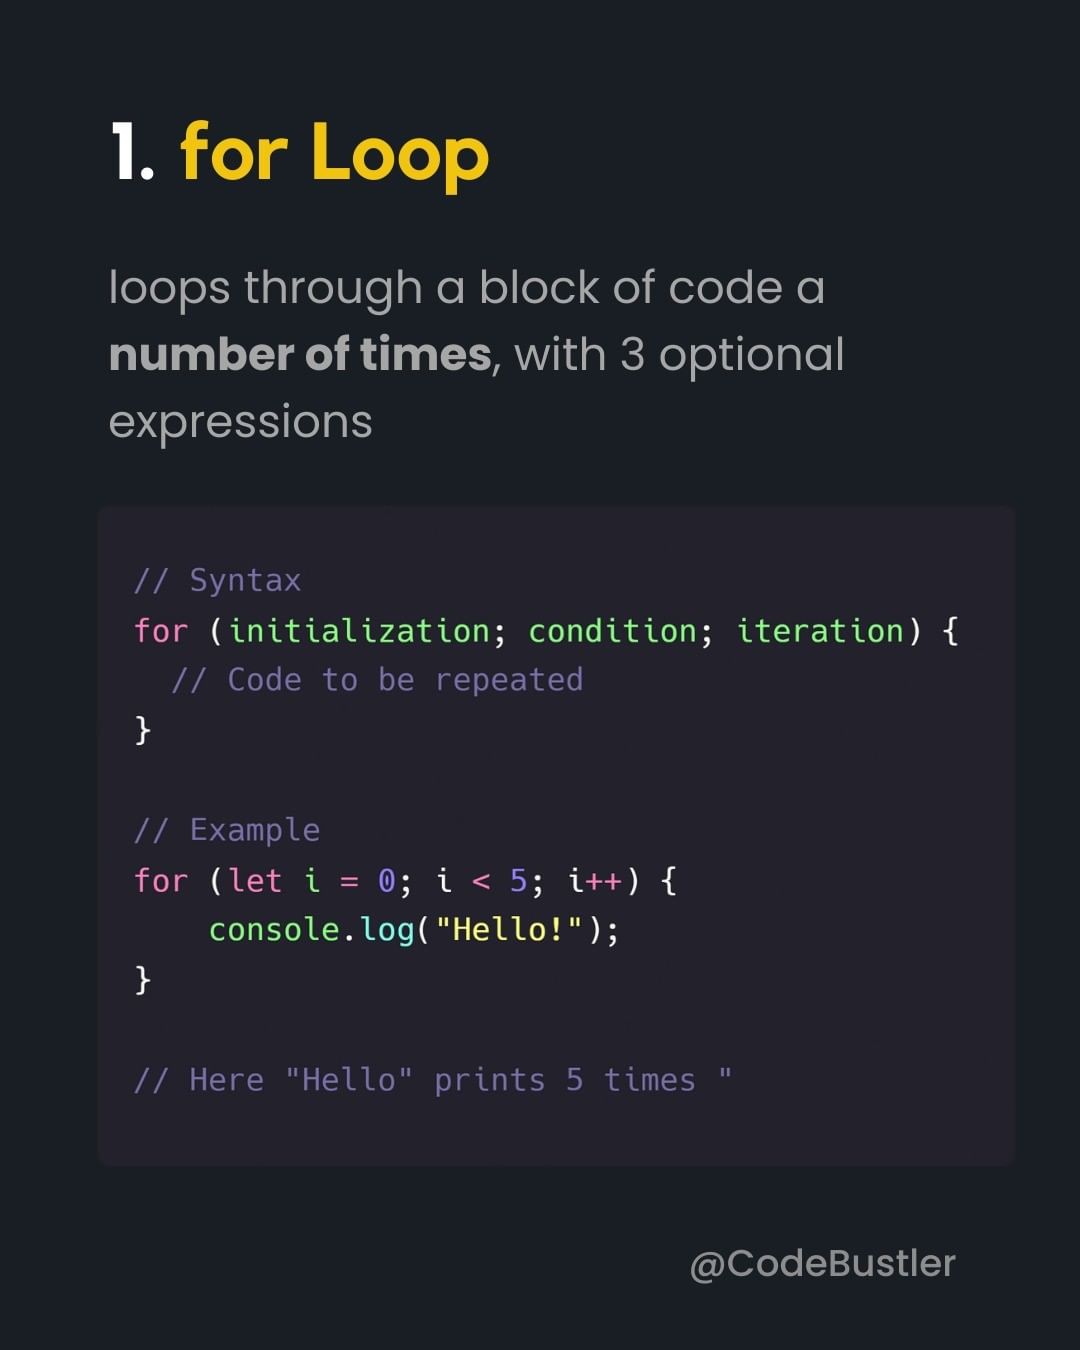 1. for Loop
loops through a block of code a
number of times, with 3 optional
expressions
// Syntax
for (initialization; condition; iteration) {
  // Code to be repeated
}
// Example
for (let i = 0; i < 5; i++) {
    console.log("Hello!");
}
// Here "Hello" prints 5 times "
@CodeBustler